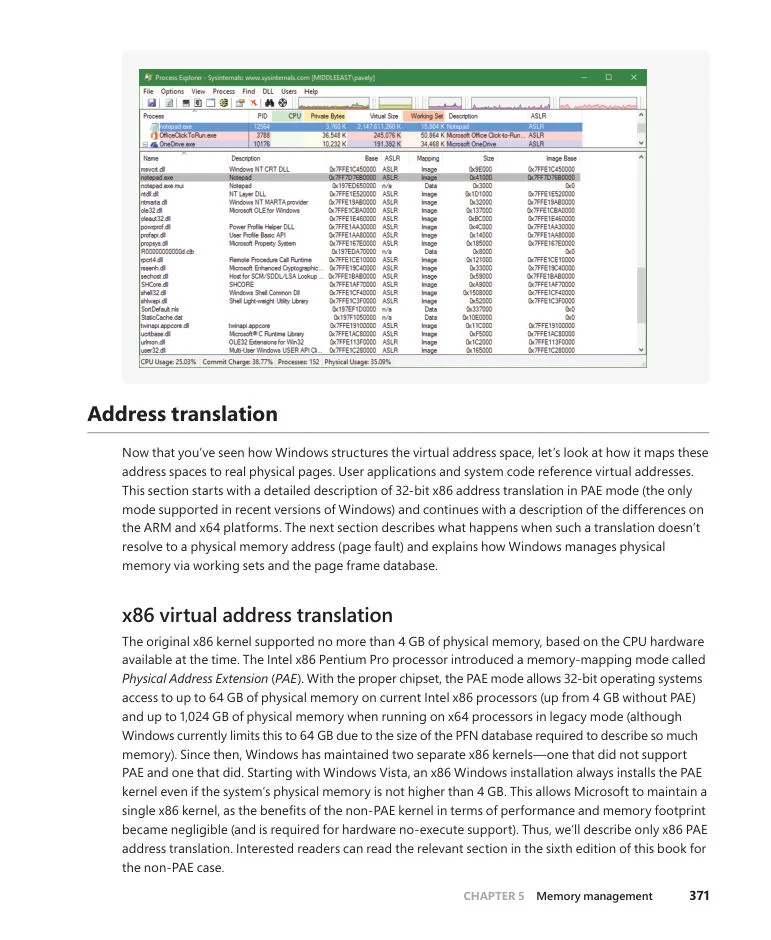 Process Explorer - Sysinternals: www.sysinternals.com [MIDDLEEAST\pavely]
File Options View Process Find DLL Users Help
Process PID CPU Private Bytes Virtual Size Working Set Description ASLR
notepad.exe 12564 3,760 K 2,147,611,260 K 15,804 K Notepad ASLR
OfficeClickToRun.exe 3788 36,548 K 245,076 K 50,864 K Microsoft Office Click-to-Run... ASLR
OneDrive.exe 10176 10,232 K 191,392 K 34,468 K Microsoft OneDrive ASLR
Name Description Base ASLR Mapping Size Image Base
msvcrt.dll Windows NT CRT DLL 0x7FFE1C450000 ASLR Image 0x9E000 0x7FFE1C450000
notepad.exe Notepad 0x7FF7D76B0000 ASLR Image 0x41000 0x7FF7D76B0000
notepad.exe.mui Notepad 0x197ED650000 n/a Data 0x3000 0x0
ntdll.dll NT Layer DLL 0x7FFE1E520000 ASLR Image 0x1D1000 0x7FFE1E520000
ntmarta.dll Windows NT MARTA provider 0x7FFE19AB0000 ASLR Image 0x32000 0x7FFE19AB0000
ole32.dll Microsoft OLE for Windows 0x7FFE1CBA0000 ASLR Image 0x137000 0x7FFE1CBA0000
oleaut32.dll 0x7FFE1E460000 ASLR Image 0xBC000 0x7FFE1E460000
powrprof.dll Power Profile Helper DLL 0x7FFE1AA30000 ASLR Image 0x4C000 0x7FFE1AA30000
profapi.dll User Profile Basic API 0x7FFE1AA80000 ASLR Image 0x14000 0x7FFE1AA80000
propsys.dll Microsoft Property System 0x7FFE167E0000 ASLR Image 0x185000 0x7FFE167E0000
R00000000000d.clb 0x197EDA70000 n/a Data 0x8000 0x0
rpcrt4.dll Remote Procedure Call Runtime 0x7FFE1CE10000 ASLR Image 0x121000 0x7FFE1CE10000
rsaenh.dll Microsoft Enhanced Cryptographic... 0x7FFE19C40000 ASLR Image 0x33000 0x7FFE19C40000
sechost.dll Host for SCM/SDDL/LSA Lookup ... 0x7FFE1BAB0000 ASLR Image 0x59000 0x7FFE1BAB0000
SHCore.dll SHCORE 0x7FFE1AF70000 ASLR Image 0xA9000 0x7FFE1AF70000
shell32.dll Windows Shell Common Dll 0x7FFE1CF40000 ASLR Image 0x1508000 0x7FFE1CF40000
shlwapi.dll Shell Light-weight Utility Library 0x7FFE1C3F0000 ASLR Image 0x52000 0x7FFE1C3F0000
SortDefault.nls 0x197EF1D0000 n/a Data 0x337000 0x0
StaticCache.dat 0x197F1050000 n/a Data 0x10E0000 0x0
twinapi.appcore.dll twinapi.appcore 0x7FFE19100000 ASLR Image 0x11C000 0x7FFE19100000
ucrtbase.dll Microsoft® C Runtime Library 0x7FFE1AC80000 ASLR Image 0xF5000 0x7FFE1AC80000
urlmon.dll OLE32 Extensions for Win32 0x7FFE113F0000 ASLR Image 0x1C2000 0x7FFE113F0000
user32.dll Multi-User Windows USER API Cl... 0x7FFE1C280000 ASLR Image 0x165000 0x7FFE1C280000
CPU Usage: 25.03% Commit Charge: 38.77% Processes: 152 Physical Usage: 35.09%
Address translation
Now that you’ve seen how Windows structures the virtual address space, let’s look at how it maps these
address spaces to real physical pages. User applications and system code reference virtual addresses.
This section starts with a detailed description of 32-bit x86 address translation in PAE mode (the only
mode supported in recent versions of Windows) and continues with a description of the differences on
the ARM and x64 platforms. The next section describes what happens when such a translation doesn’t
resolve to a physical memory address (page fault) and explains how Windows manages physical
memory via working sets and the page frame database.
x86 virtual address translation
The original x86 kernel supported no more than 4 GB of physical memory, based on the CPU hardware
available at the time. The Intel x86 Pentium Pro processor introduced a memory-mapping mode called
Physical Address Extension (PAE). With the proper chipset, the PAE mode allows 32-bit operating systems
access to up to 64 GB of physical memory on current Intel x86 processors (up from 4 GB without PAE)
and up to 1,024 GB of physical memory when running on x64 processors in legacy mode (although
Windows currently limits this to 64 GB due to the size of the PFN database required to describe so much
memory). Since then, Windows has maintained two separate x86 kernels—one that did not support
PAE and one that did. Starting with Windows Vista, an x86 Windows installation always installs the PAE
kernel even if the system’s physical memory is not higher than 4 GB. This allows Microsoft to maintain a
single x86 kernel, as the benefits of the non-PAE kernel in terms of performance and memory footprint
became negligible (and is required for hardware no-execute support). Thus, we’ll describe only x86 PAE
address translation. Interested readers can read the relevant section in the sixth edition of this book for
the non-PAE case.
CHAPTER 5 Memory management 371